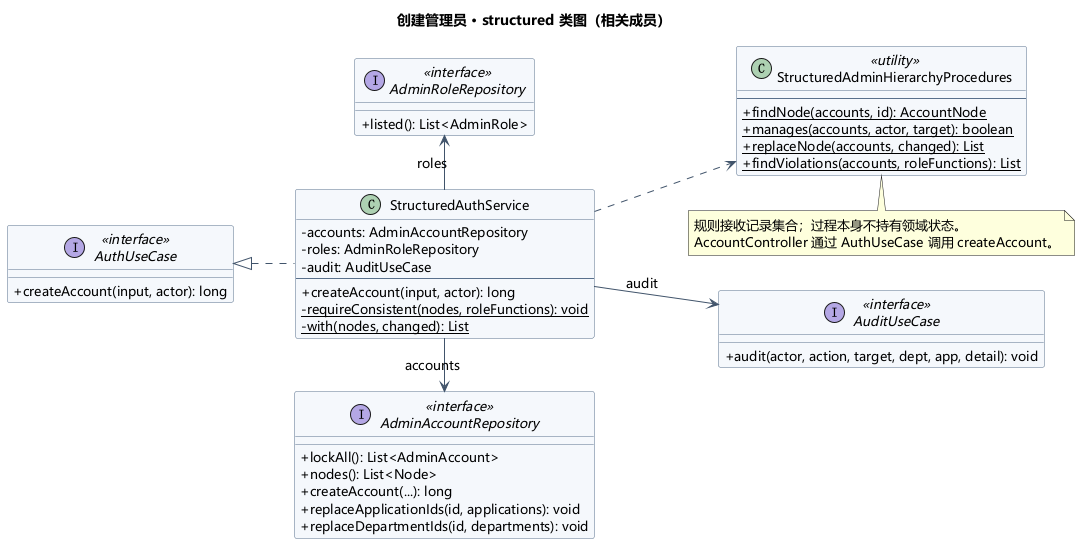 创建管理员 • structured 类图（相关成员）
I
«interface»
AdminRoleRepository
+listed(): List<AdminRole>
C
«utility»
StructuredAdminHierarchyProcedures
+findNode(accounts, id): AccountNode
+manages(accounts, actor, target): boolean
+replaceNode(accounts, changed): List
+findViolations(accounts, roleFunctions): List
roles
规则接收记录集合；过程本身不持有领域状态。
AccountController 通过 AuthUseCase 调用 createAccount。
C
StructuredAuthService
-accounts: AdminAccountRepository
-roles: AdminRoleRepository
-audit: AuditUseCase
+createAccount(input, actor): long
-requireConsistent(nodes, roleFunctions): void
-with(nodes, changed): List
I
«interface»
AuthUseCase
+createAccount(input, actor): long
audit
I
«interface»
AuditUseCase
+audit(actor, action, target, dept, app, detail): void
accounts
I
«interface»
AdminAccountRepository
+lockAll(): List<AdminAccount>
+nodes(): List<Node>
+createAccount(...): long
+replaceApplicationIds(id, applications): void
+replaceDepartmentIds(id, departments): void